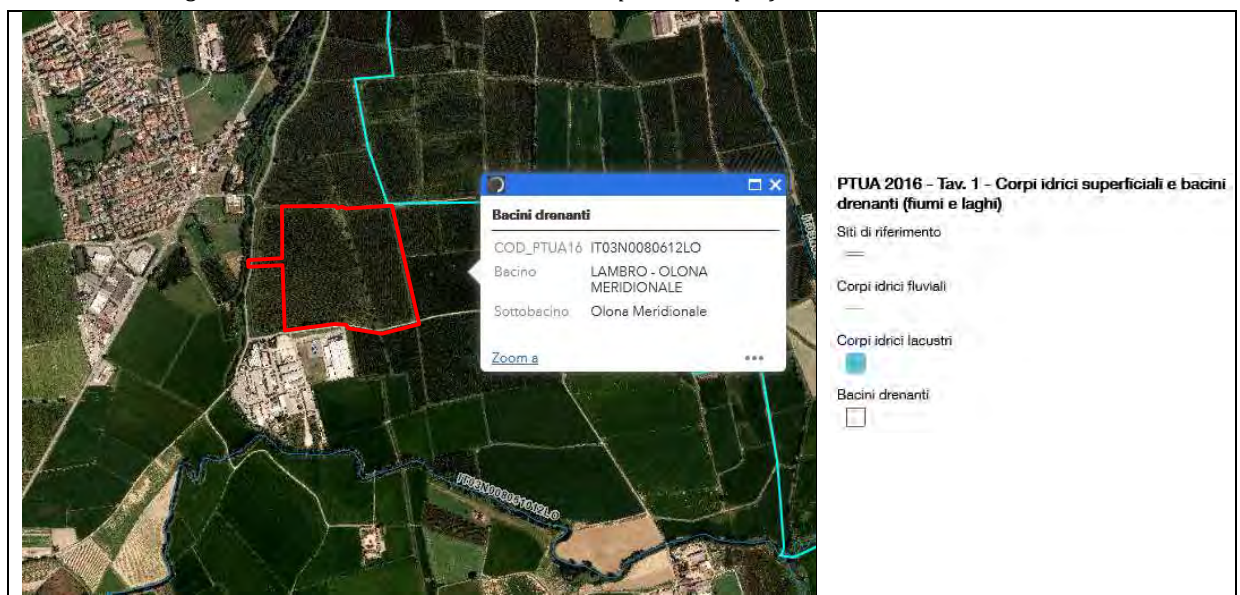 Bacini drenanti
COD_PTUA16 IT03N0080612LO
Bacino LAMBRO - OLONA
MERIDIONALE
Sottobacino Olona Meridionale
Zoom a
IT03N008051012LO
PTUA 2016 - Tav. 1 - Corpi idrici superficiali e bacini
drenanti (fiumi e laghi)
Siti di riferimento
Corpi idrici fluviali
Corpi idrici lacustri
Bacini drenanti